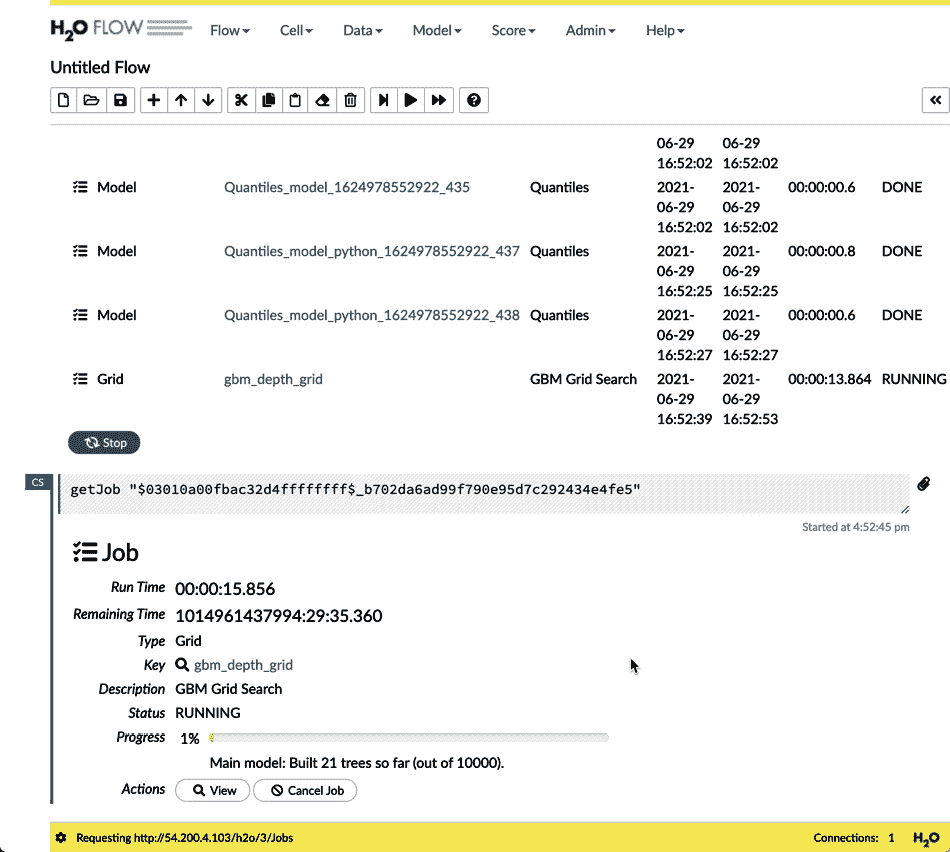 H2O FLOW Flow Cell Data Model Score Admin Help
Untitled Flow
06-29 06-29
16:52:02 16:52:02
Model Quantiles_model_1624978552922_435 Quantiles 2021- 2021- 00:00:00.6 DONE
06-29 06-29
16:52:02 16:52:02
Model Quantiles_model_python_1624978552922_437 Quantiles 2021- 2021- 00:00:00.8 DONE
06-29 06-29
16:52:25 16:52:25
Model Quantiles_model_python_1624978552922_438 Quantiles 2021- 2021- 00:00:00.6 DONE
06-29 06-29
16:52:27 16:52:27
Grid gbm_depth_grid GBM Grid Search 2021- 2021- 00:00:13.864 RUNNING
06-29 06-29
16:52:39 16:52:53
Stop
CS
getJob "$03010a00fbac32d4ffffffff$_b702da6ad99f790e95d7c292434e4fe5"
Started at 4:52:45 pm
Job
Run Time 00:00:15.856
Remaining Time 1014961437994:29:35.360
Type Grid
Key gbm_depth_grid
Description GBM Grid Search
Status RUNNING
Progress 1%
Main model: Built 21 trees so far (out of 10000).
Actions View Cancel Job
Requesting http://54.200.4.103/h2o/3/Jobs Connections: 1 H2O